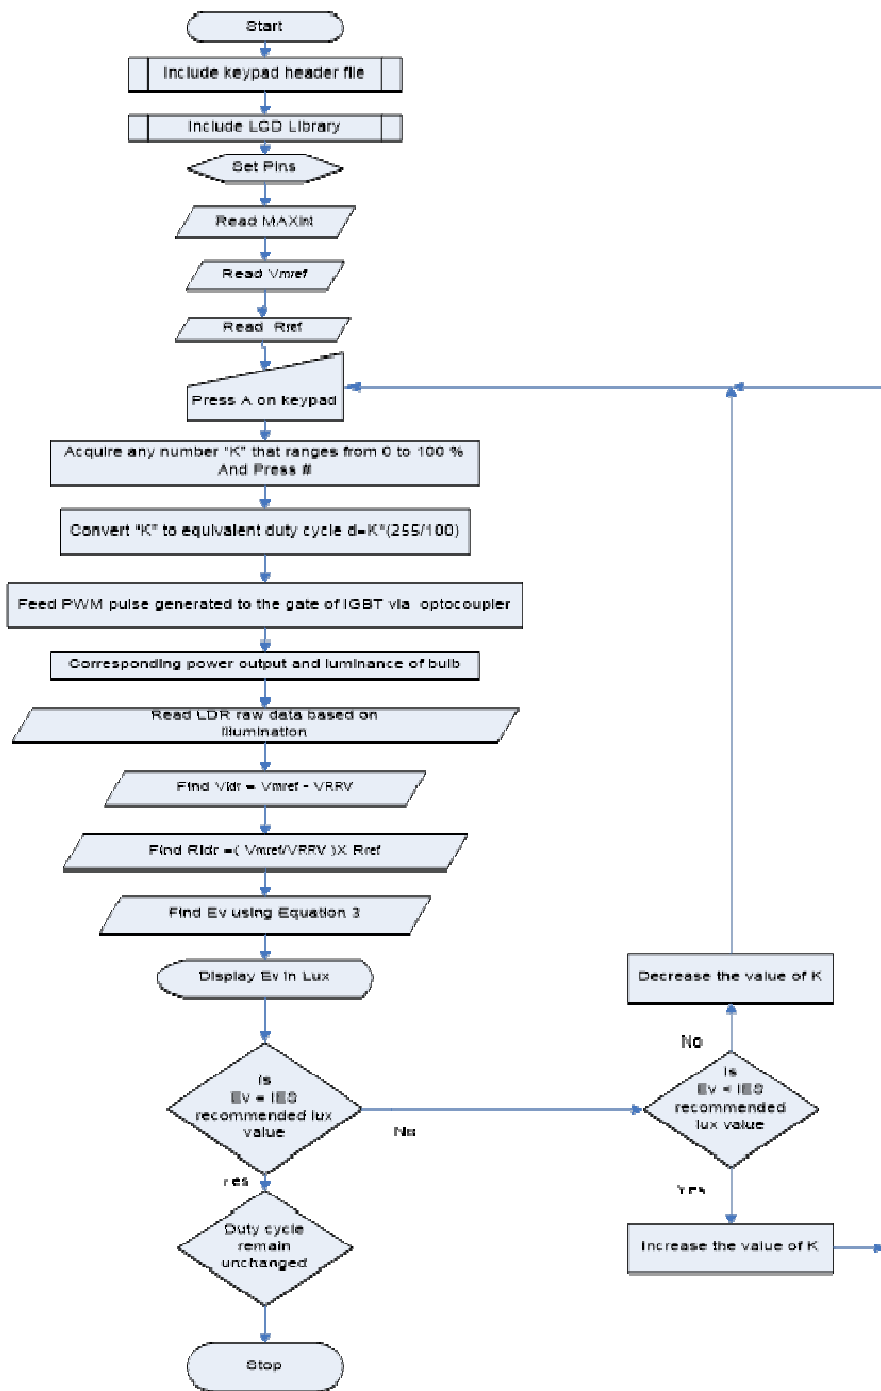 Start
Include keypad header file
Include LCD Library
Set Pins
Read MAXint
Read Vmref
Read Rref
Press A on keypad
Acquire any number "K" that ranges from 0 to 100 %
And Press #
Convert "K" to equivalent duty cycle d=K*(255/100)
Feed PWM pulse generated to the gate of IGBT via optocoupler
Corresponding power output and luminance of bulb
Read LDR raw data based on
illumination
Find Vldr = Vmref - VRRV
Find Rldr =( Vmref/VRRV )X Rref
Find Ev using Equation 3
Display Ev in Lux
Decrease the value of K
No
Is
Ev = IES
recommended lux
value
No
Is
Ev < IES
recommended
lux value
Yes
Yes
Duty cycle
remain
unchanged
Increase the value of K
Stop